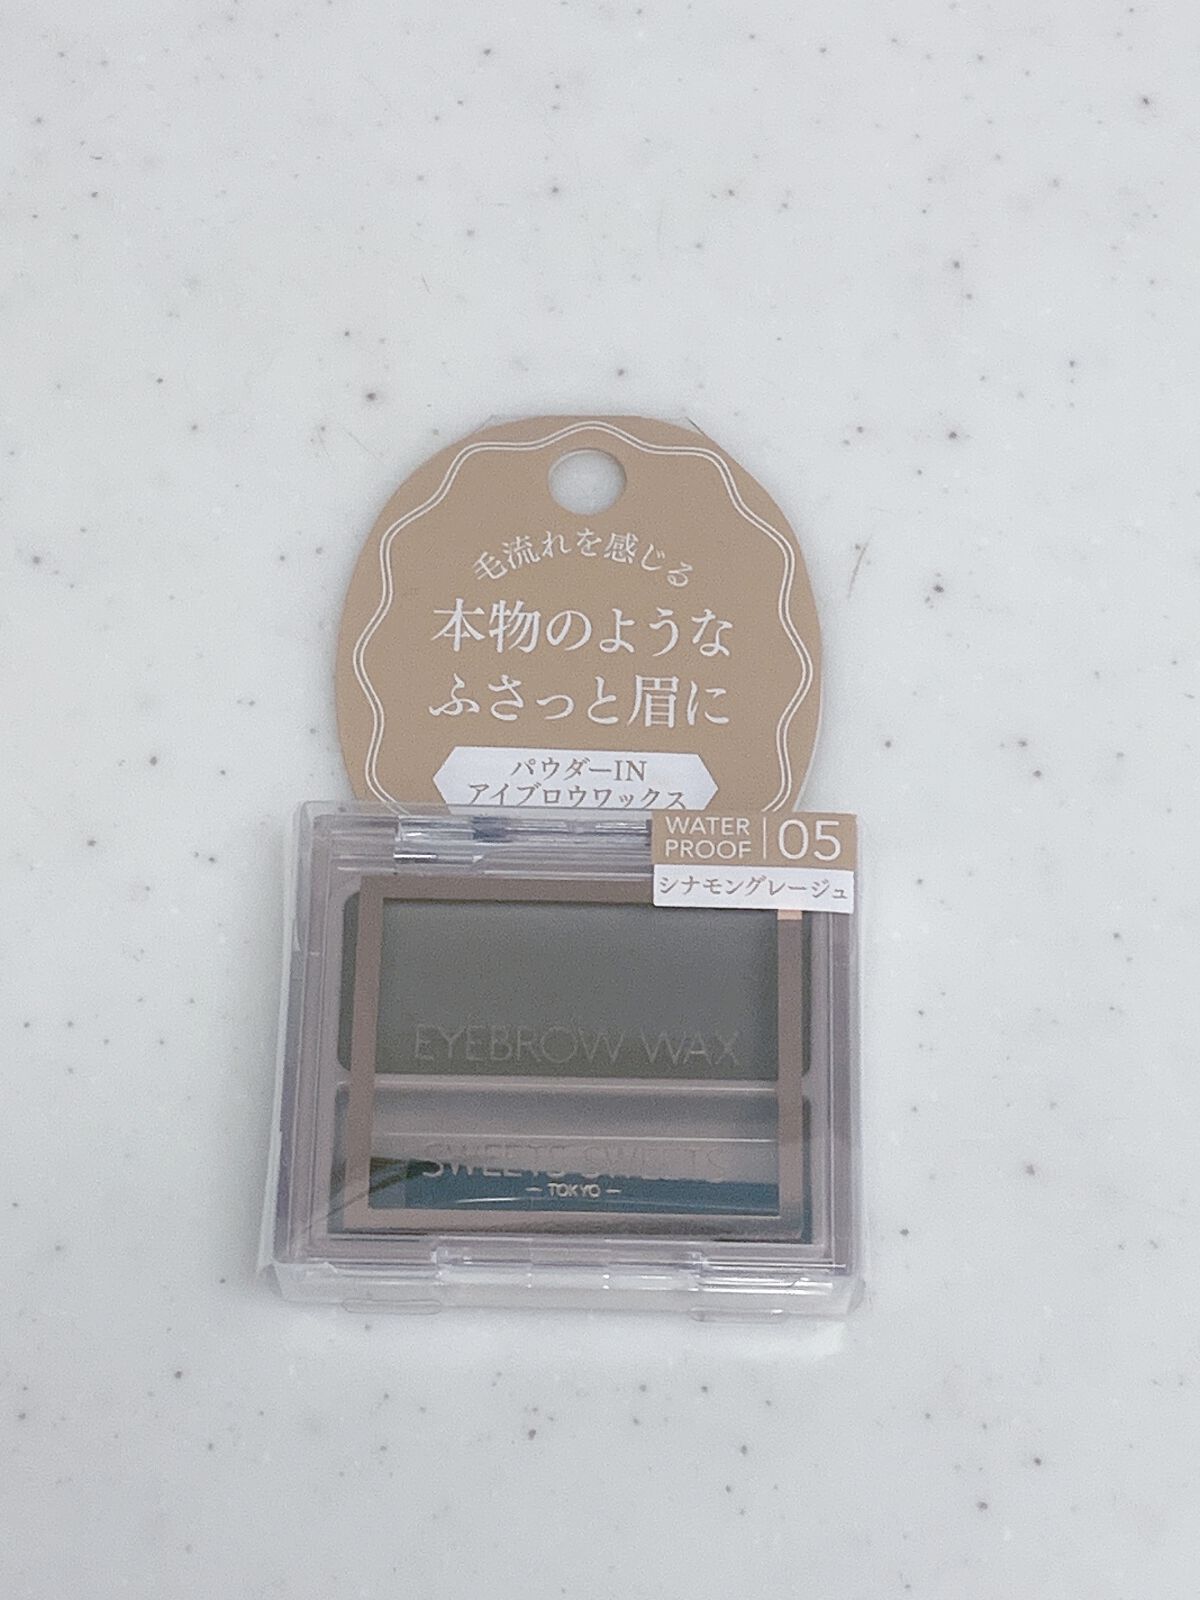 毛流れを感じる
本物のような
ふさっと眉に
パウダーIN
アイブロウワックス
WATER
PROOF
05
シナモングレージュ
EYEBROW WAX
SWEETS SWEETS
TOKYO